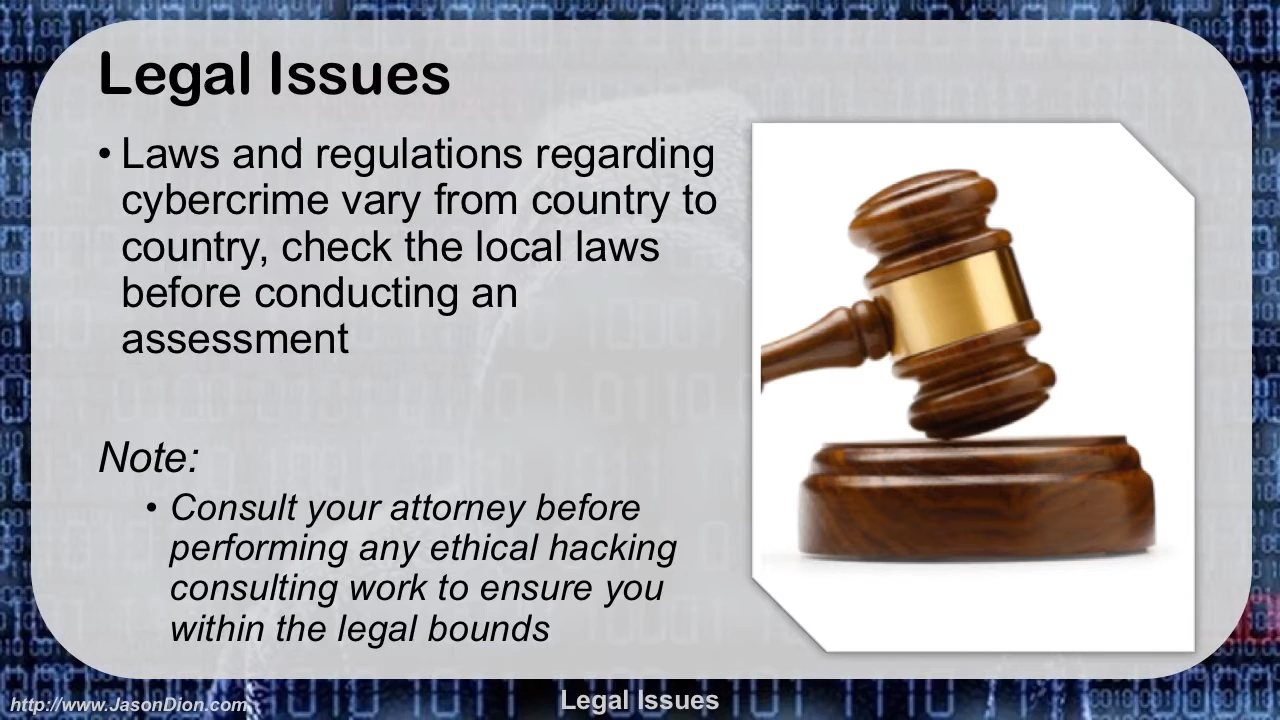 Legal Issues
• Laws and regulations regarding
cybercrime vary from country to
country, check the local laws
before conducting an
assessment
Note:
• Consult your attorney before
performing any ethical hacking
consulting work to ensure you
within the legal bounds
http://www.JasonDion.com
Legal Issues